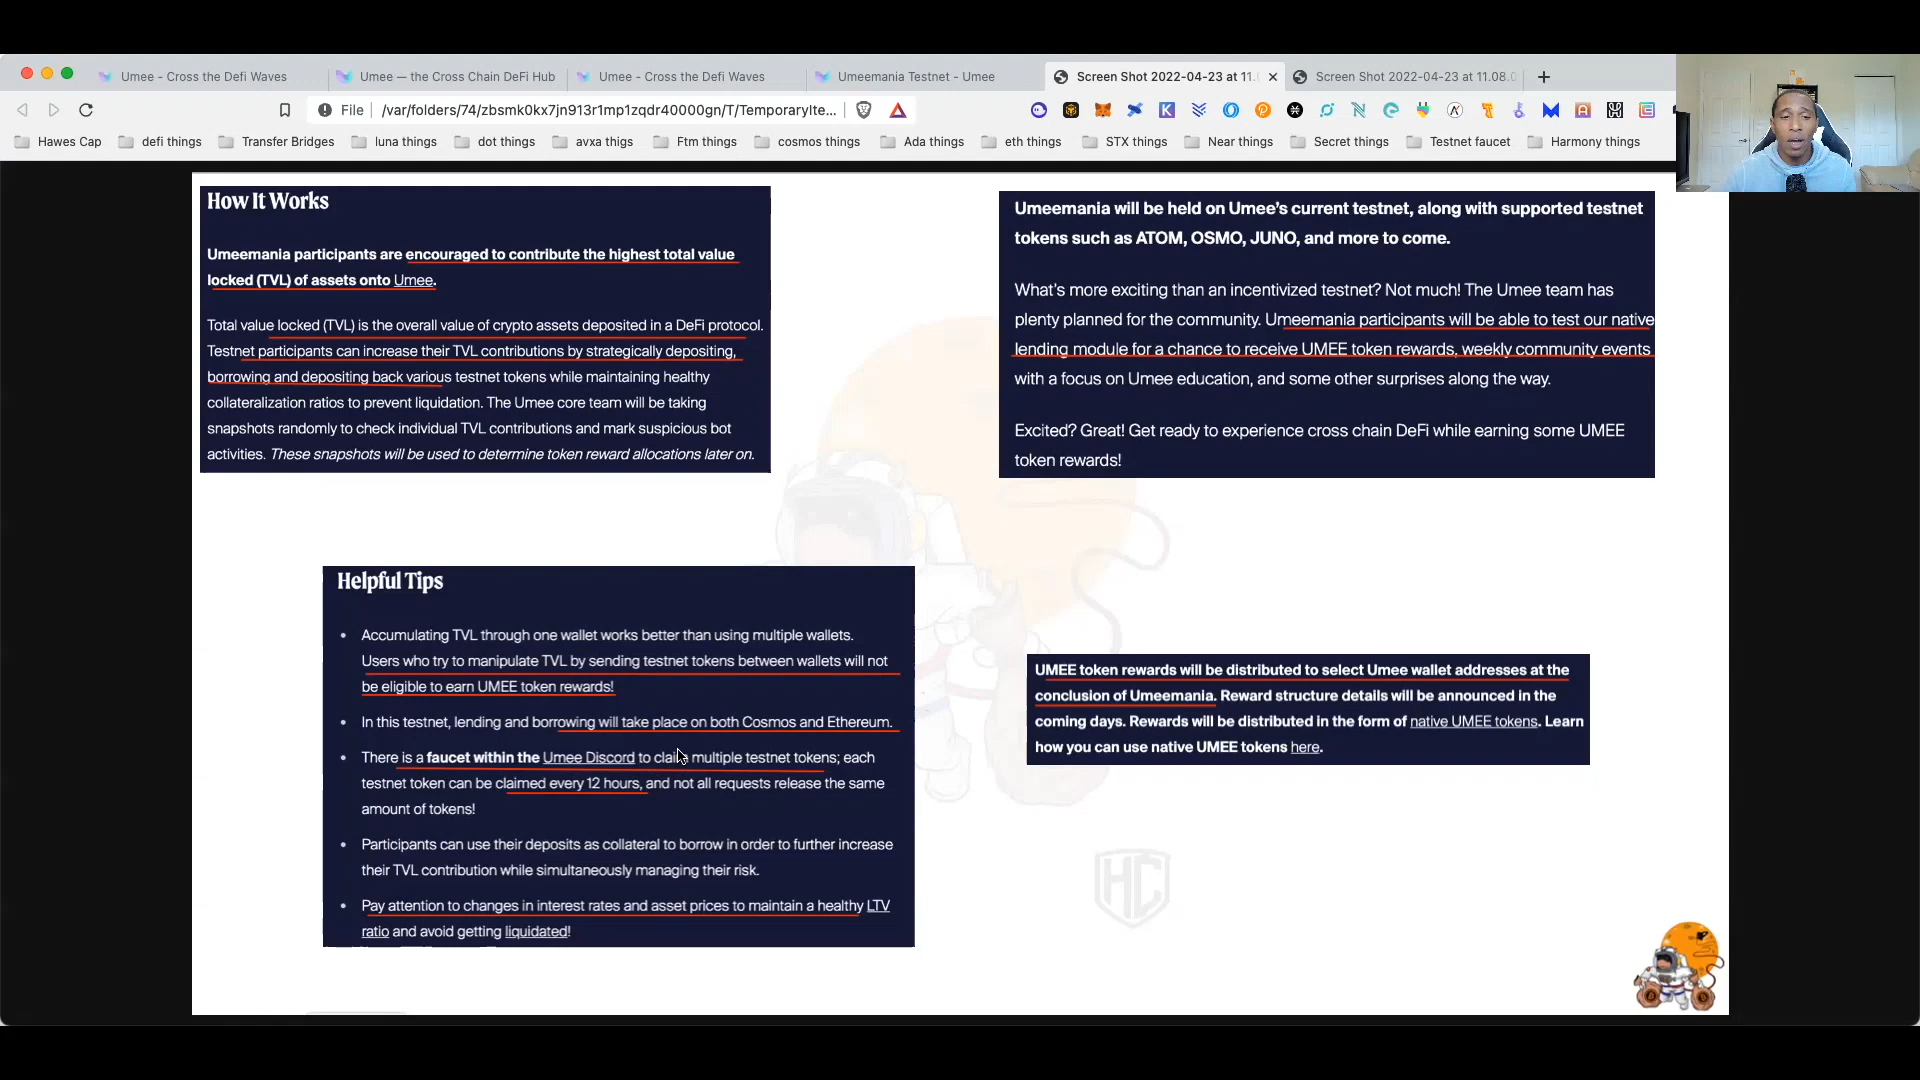 Umee - Cross the Defi Waves
Umee — the Cross Chain DeFi Hub
Umee - Cross the Defi Waves
Umeemania Testnet - Umee
Screen Shot 2022-04-23 at 11.
Screen Shot 2022-04-23 at 11.08.0
File
/var/folders/74/zbsmk0kx7jn913r1mp1zqdr40000gn/T/TemporaryIte...
Hawes Cap
defi things
Transfer Bridges
luna things
dot things
avxa thigs
Ftm things
cosmos things
Ada things
eth things
STX things
Near things
Secret things
Testnet faucet
Harmony things
How It Works
Umeemania participants are encouraged to contribute the highest total value
locked (TVL) of assets onto Umee.
Total value locked (TVL) is the overall value of crypto assets deposited in a DeFi protocol.
Testnet participants can increase their TVL contributions by strategically depositing,
borrowing and depositing back various testnet tokens while maintaining healthy
collateralization ratios to prevent liquidation. The Umee core team will be taking
snapshots randomly to check individual TVL contributions and mark suspicious bot
activities. These snapshots will be used to determine token reward allocations later on.
Umeemania will be held on Umee's current testnet, along with supported testnet
tokens such as ATOM, OSMO, JUNO, and more to come.
What's more exciting than an incentivized testnet? Not much! The Umee team has
plenty planned for the community. Umeemania participants will be able to test our native
lending module for a chance to receive UMEE token rewards, weekly community events
with a focus on Umee education, and some other surprises along the way.
Excited? Great! Get ready to experience cross chain DeFi while earning some UMEE
token rewards!
Helpful Tips
• Accumulating TVL through one wallet works better than using multiple wallets.
Users who try to manipulate TVL by sending testnet tokens between wallets will not
be eligible to earn UMEE token rewards!
• In this testnet, lending and borrowing will take place on both Cosmos and Ethereum.
• There is a faucet within the Umee Discord to claim multiple testnet tokens; each
testnet token can be claimed every 12 hours, and not all requests release the same
amount of tokens!
• Participants can use their deposits as collateral to borrow in order to further increase
their TVL contribution while simultaneously managing their risk.
• Pay attention to changes in interest rates and asset prices to maintain a healthy LTV
ratio and avoid getting liquidated!
UMEE token rewards will be distributed to select Umee wallet addresses at the
conclusion of Umeemania. Reward structure details will be announced in the
coming days. Rewards will be distributed in the form of native UMEE tokens. Learn
how you can use native UMEE tokens here.
HC